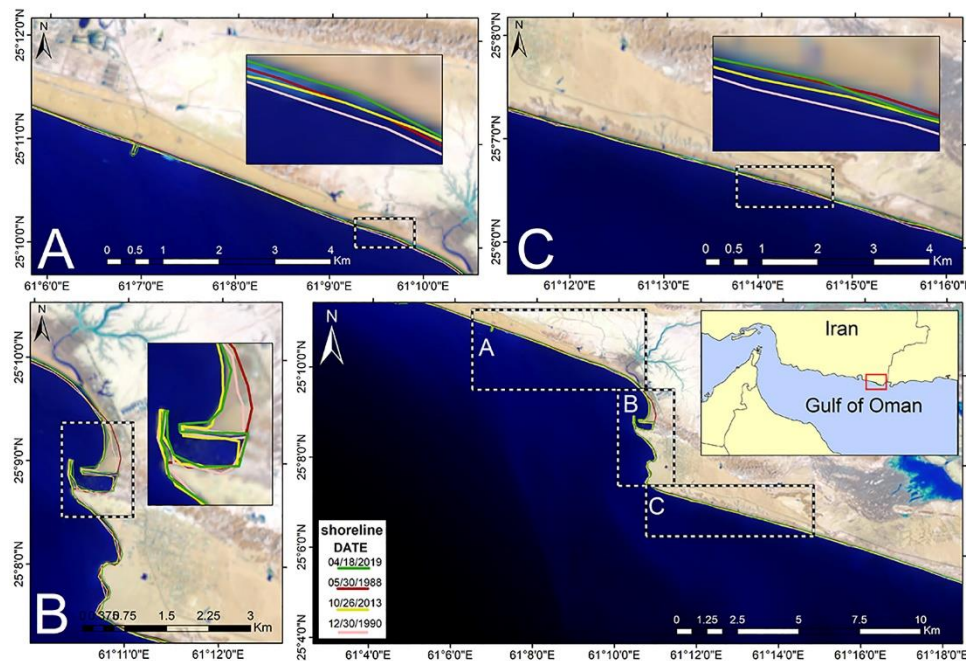 25°12'0"N
25°11'0"N
25°10'0"N
N
A
0 0.5 1 2 3 4
Km
61°6'0"E 61°7'0"E 61°8'0"E 61°9'0"E 61°10'0"E
25°8'0"N
25°7'0"N
25°6'0"N
N
C
0 0.5 1 2 3 4
Km
61°12'0"E 61°13'0"E 61°14'0"E 61°15'0"E 61°16'0"E
25°10'0"N
25°9'0"N
25°8'0"N
N
B
0 0.375 0.75 1.5 2.25 3
Km
61°11'0"E 61°12'0"E
25°10'0"N
25°8'0"N
25°6'0"N
25°4'0"N
N
A
B
C
Iran
Gulf of Oman
shoreline
DATE
04/18/2019
05/30/1988
10/26/2013
12/30/1990
0 1.25 2.5 5 7.5 10
Km
61°4'0"E 61°6'0"E 61°8'0"E 61°10'0"E 61°12'0"E 61°14'0"E 61°16'0"E 61°18'0"E